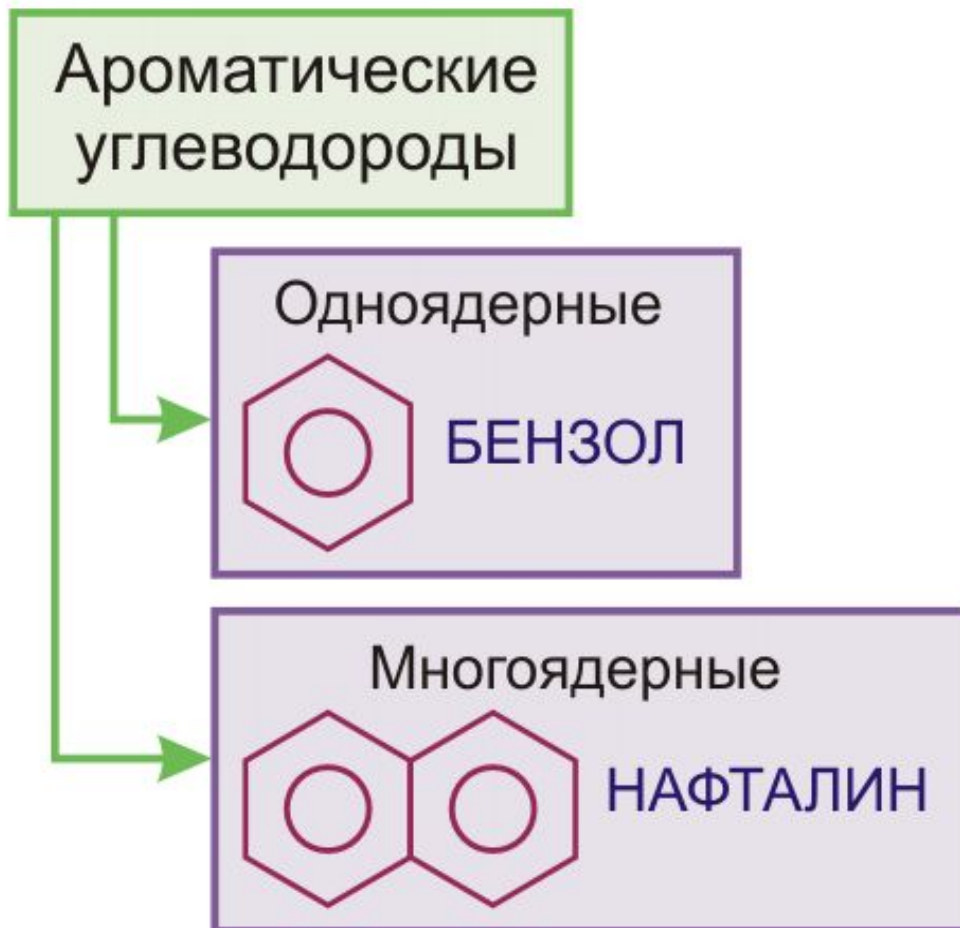 Ароматические
углеводороды
Одноядерные
БЕНЗОЛ
Многоядерные
НАФТАЛИН